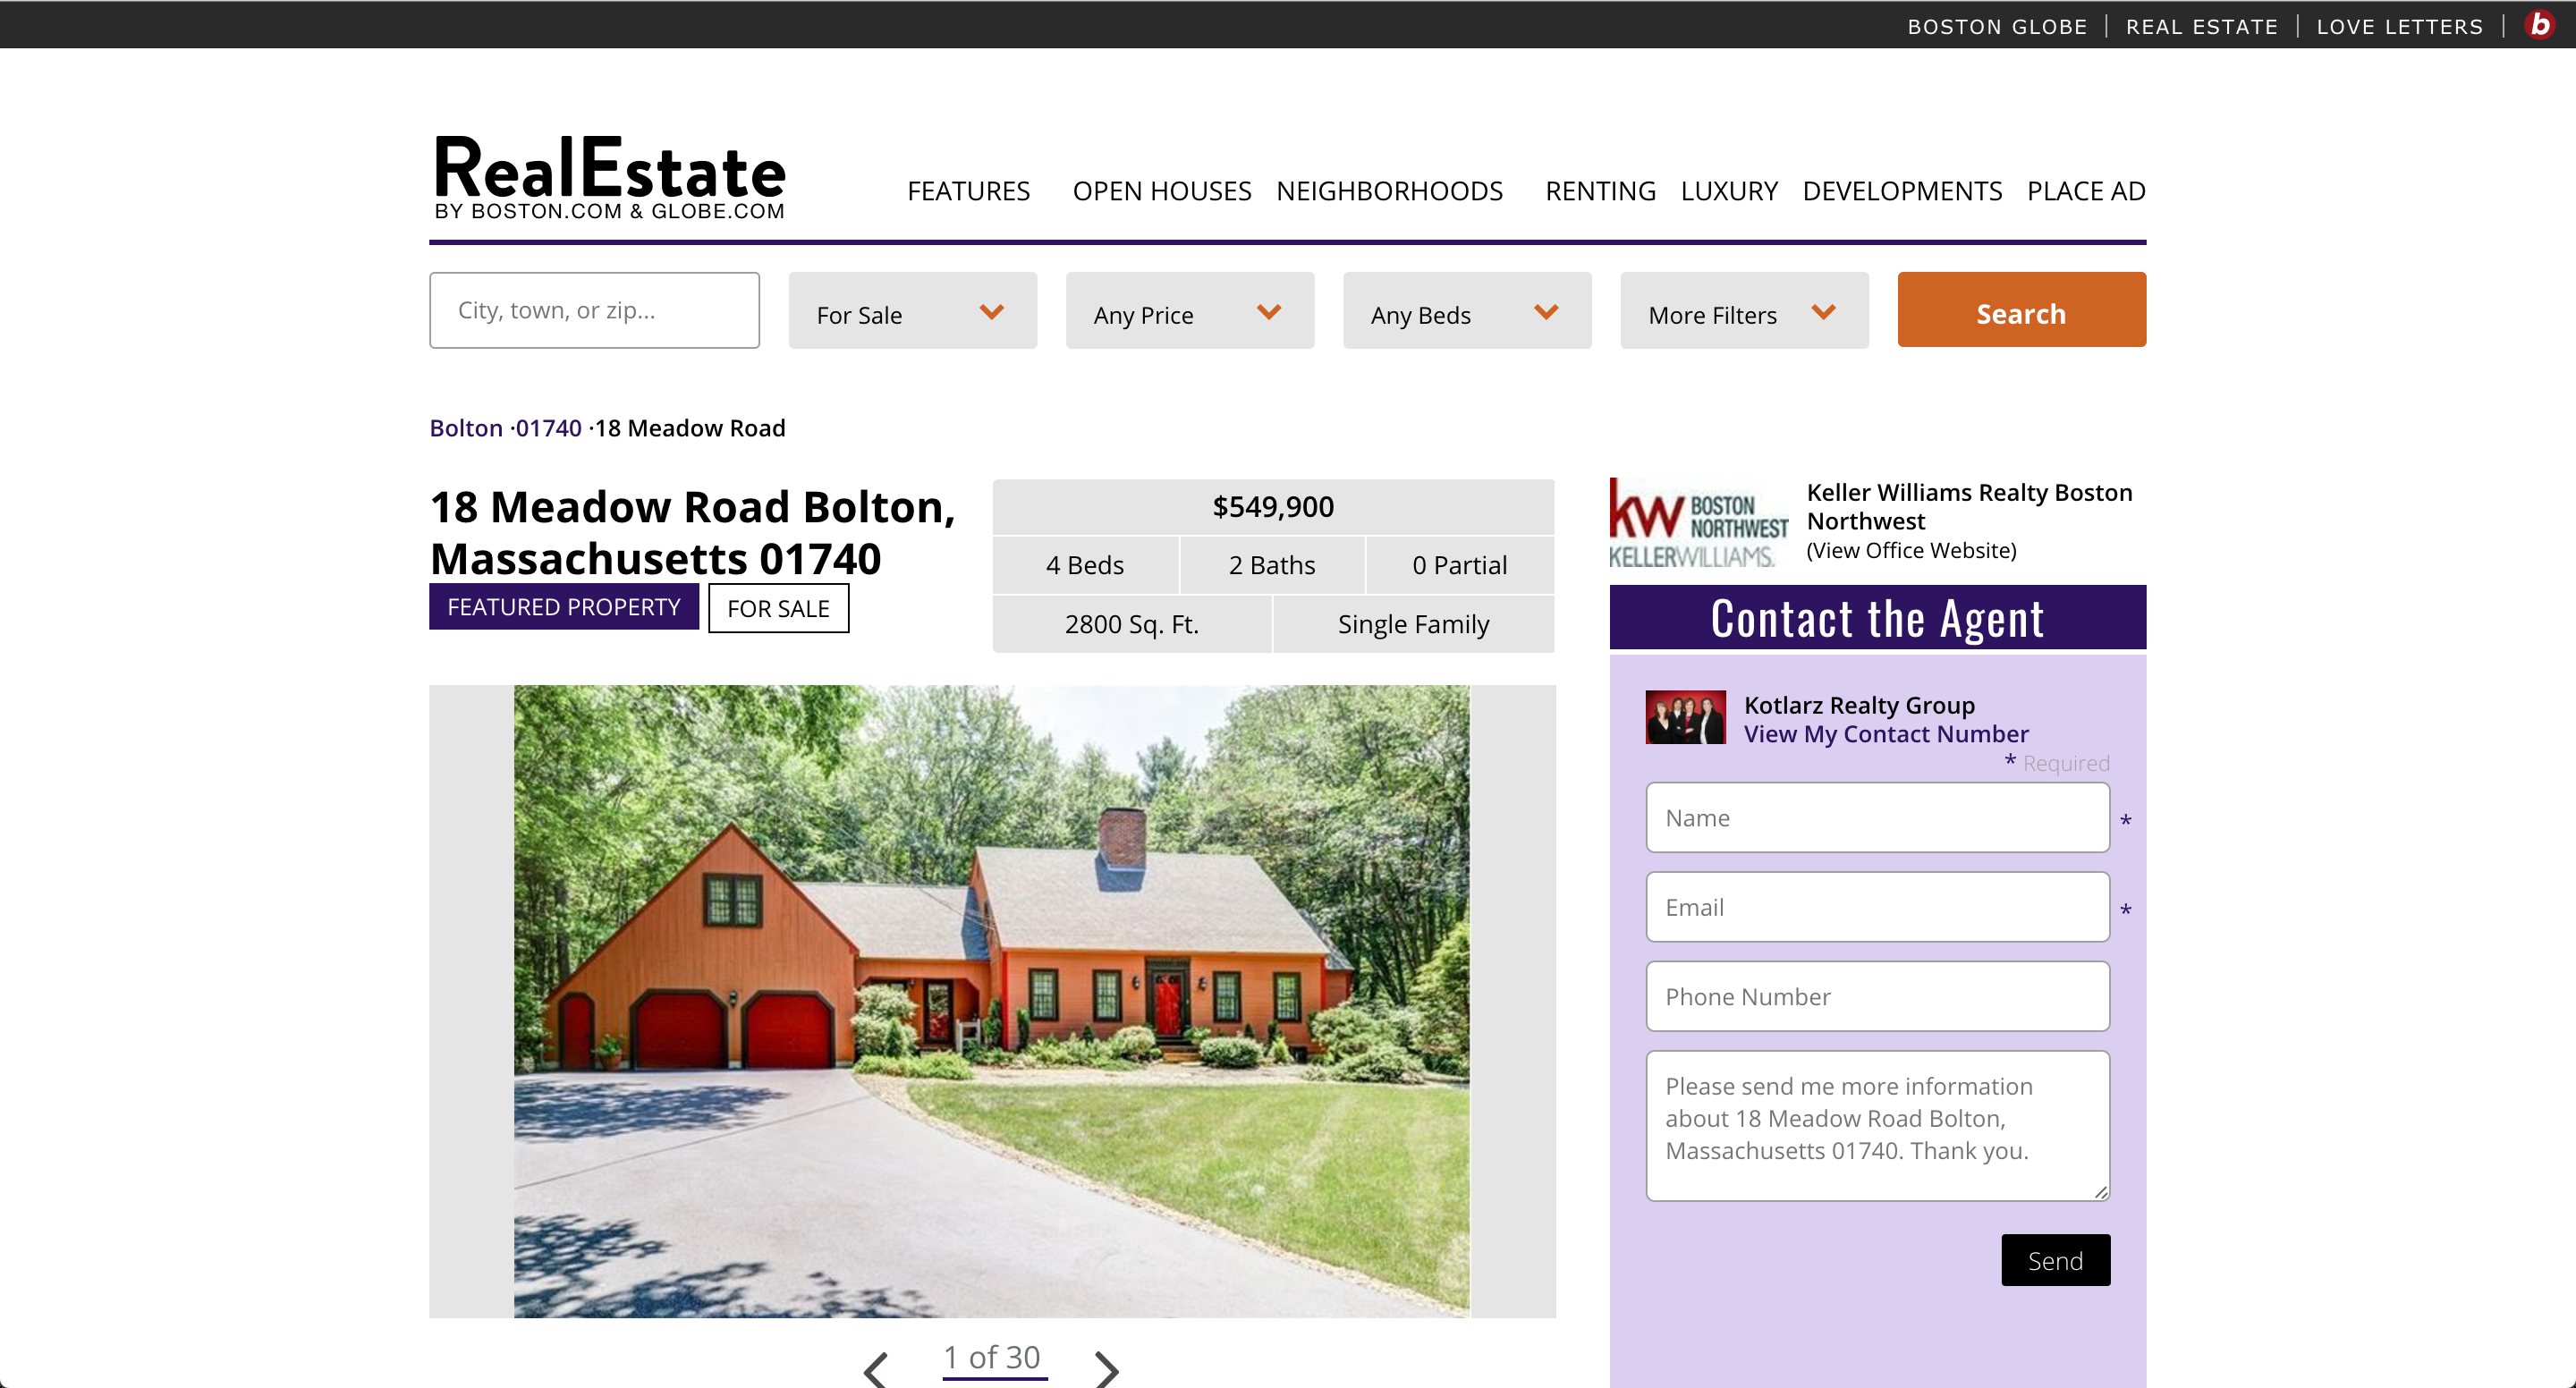 BOSTON GLOBE | REAL ESTATE | LOVE LETTERS | b
RealEstate
BY BOSTON.COM & GLOBE.COM
FEATURES OPEN HOUSES NEIGHBORHOODS RENTING LUXURY DEVELOPMENTS PLACE AD
City, town, or zip... For Sale Any Price Any Beds More Filters Search
Bolton ·01740 ·18 Meadow Road
18 Meadow Road Bolton,
Massachusetts 01740
FEATURED PROPERTY FOR SALE
$549,900
4 Beds 2 Baths 0 Partial
2800 Sq. Ft. Single Family
kw BOSTON
NORTHWEST
KELLERWILLIAMS.
Keller Williams Realty Boston
Northwest
(View Office Website)
Contact the Agent
Kotlarz Realty Group
View My Contact Number
* Required
Name *
Email *
Phone Number
Please send me more information
about 18 Meadow Road Bolton,
Massachusetts 01740. Thank you.
Send
1 of 30